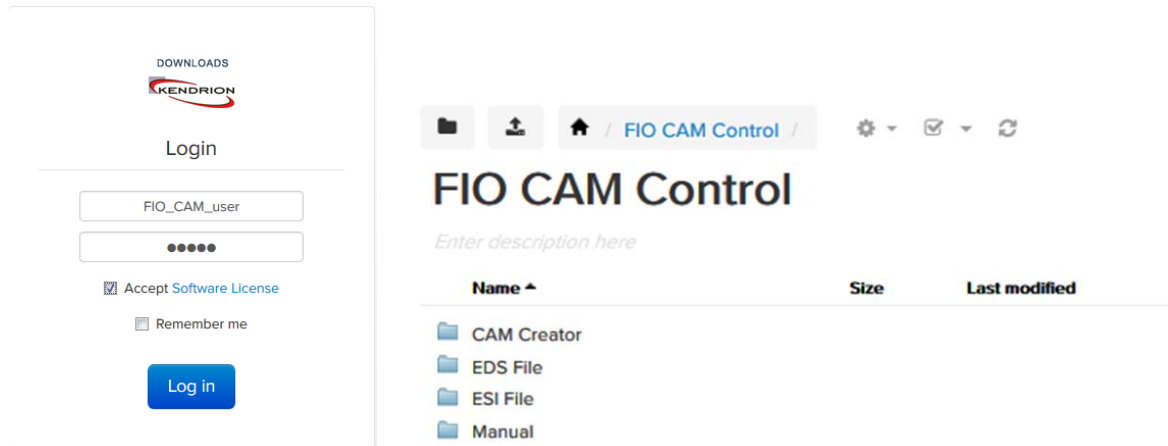 DOWNLOADS
KENDRION
Login
FIO_CAM_user
●●●●●
Accept Software License
Remember me
Log in
/ FIO CAM Control /
FIO CAM Control
Enter description here
Name Size Last modified
CAM Creator
EDS File
ESI File
Manual